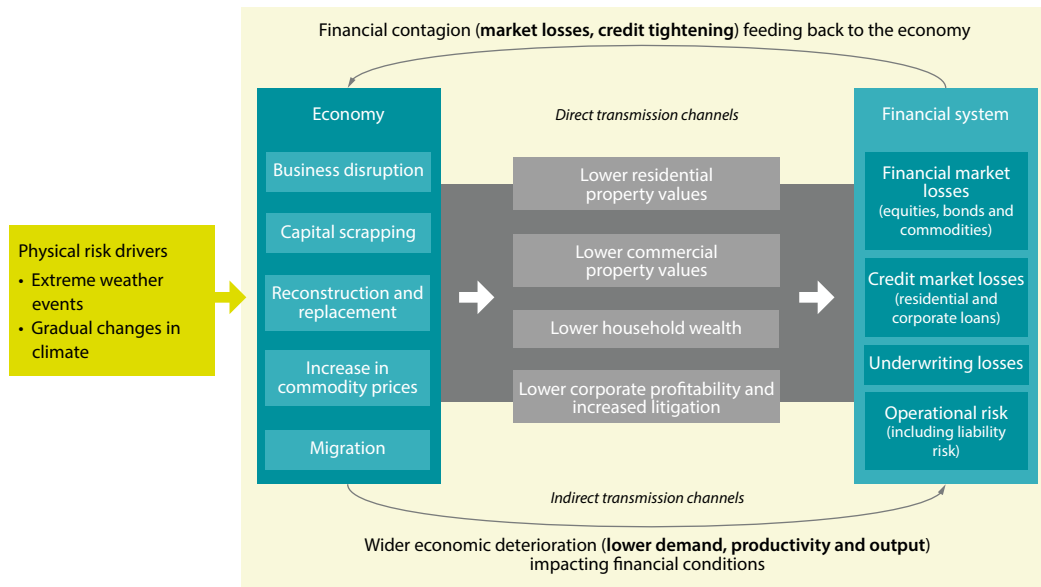 Financial contagion (market losses, credit tightening) feeding back to the economy
Physical risk drivers
• Extreme weather
events
• Gradual changes in
climate
Economy
Business disruption
Capital scrapping
Reconstruction and
replacement
Increase in
commodity prices
Migration
Direct transmission channels
Lower residential
property values
Lower commercial
property values
Lower household wealth
Lower corporate profitability and
increased litigation
Indirect transmission channels
Financial system
Financial market
losses
(equities, bonds and
commodities)
Credit market losses
(residential and
corporate loans)
Underwriting losses
Operational risk
(including liability
risk)
Wider economic deterioration (lower demand, productivity and output)
impacting financial conditions